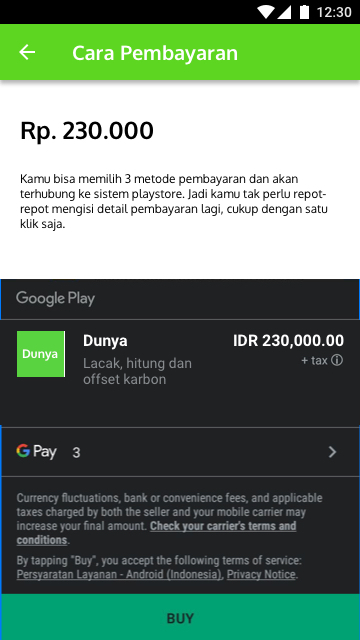 12:30
Cara Pembayaran
Rp. 230.000
Kamu bisa memilih 3 metode pembayaran dan akan
terhubung ke sistem playstore. Jadi kamu tak perlu repot-
repot mengisi detail pembayaran lagi, cukup dengan satu
klik saja.
Google Play
Dunya
Dunya
IDR 230,000.00
Lacak, hitung dan
offset karbon
+ tax ⓘ
G Pay 3
Currency fluctuations, bank or convenience fees, and applicable
taxes charged by both the seller and your mobile carrier may
increase your final amount. Check your carrier's terms and
conditions.
By tapping "Buy", you accept the following terms of service:
Persyaratan Layanan - Android (Indonesia), Privacy Notice.
BUY